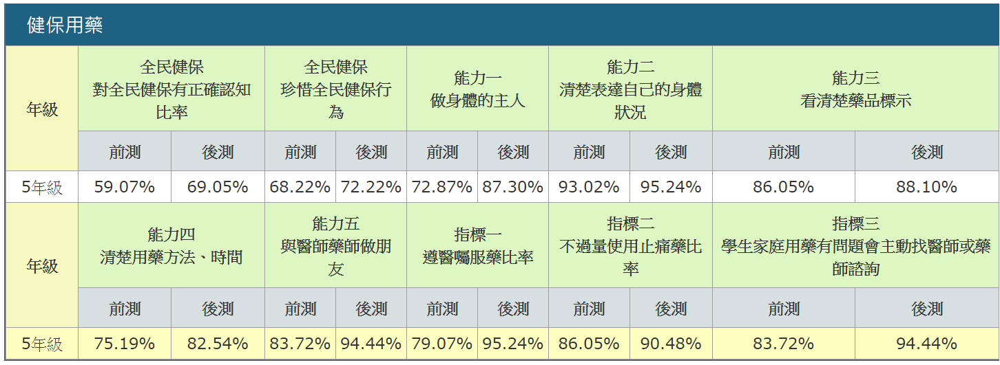 健保用藥
年級
全民健保
對全民健保有正確認知
比率
全民健保
珍惜全民健保行
為
能力一
做身體的主人
能力二
清楚表達自己的身體
狀況
能力三
看清楚藥品標示
前測 後測 前測 後測 前測 後測 前測 後測 前測 後測
5年級 59.07% 69.05% 68.22% 72.22% 72.87% 87.30% 93.02% 95.24% 86.05% 88.10%
年級
能力四
清楚用藥方法、時間
能力五
與醫師藥師做朋
友
指標一
遵醫囑服藥比率
指標二
不過量使用止痛藥比
率
指標三
學生家庭用藥有問題會主動找醫師或藥
師諮詢
前測 後測 前測 後測 前測 後測 前測 後測 前測 後測
5年級 75.19% 82.54% 83.72% 94.44% 79.07% 95.24% 86.05% 90.48% 83.72% 94.44%